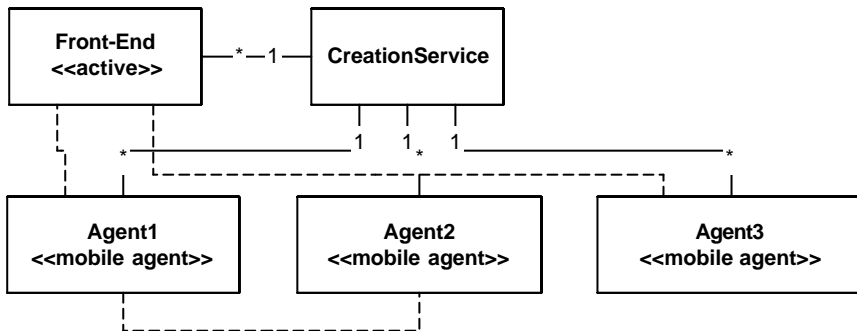 Front-End
<<active>>
* 1
CreationService
1 1 1
* * *
Agent1
<<mobile agent>>
Agent2
<<mobile agent>>
Agent3
<<mobile agent>>